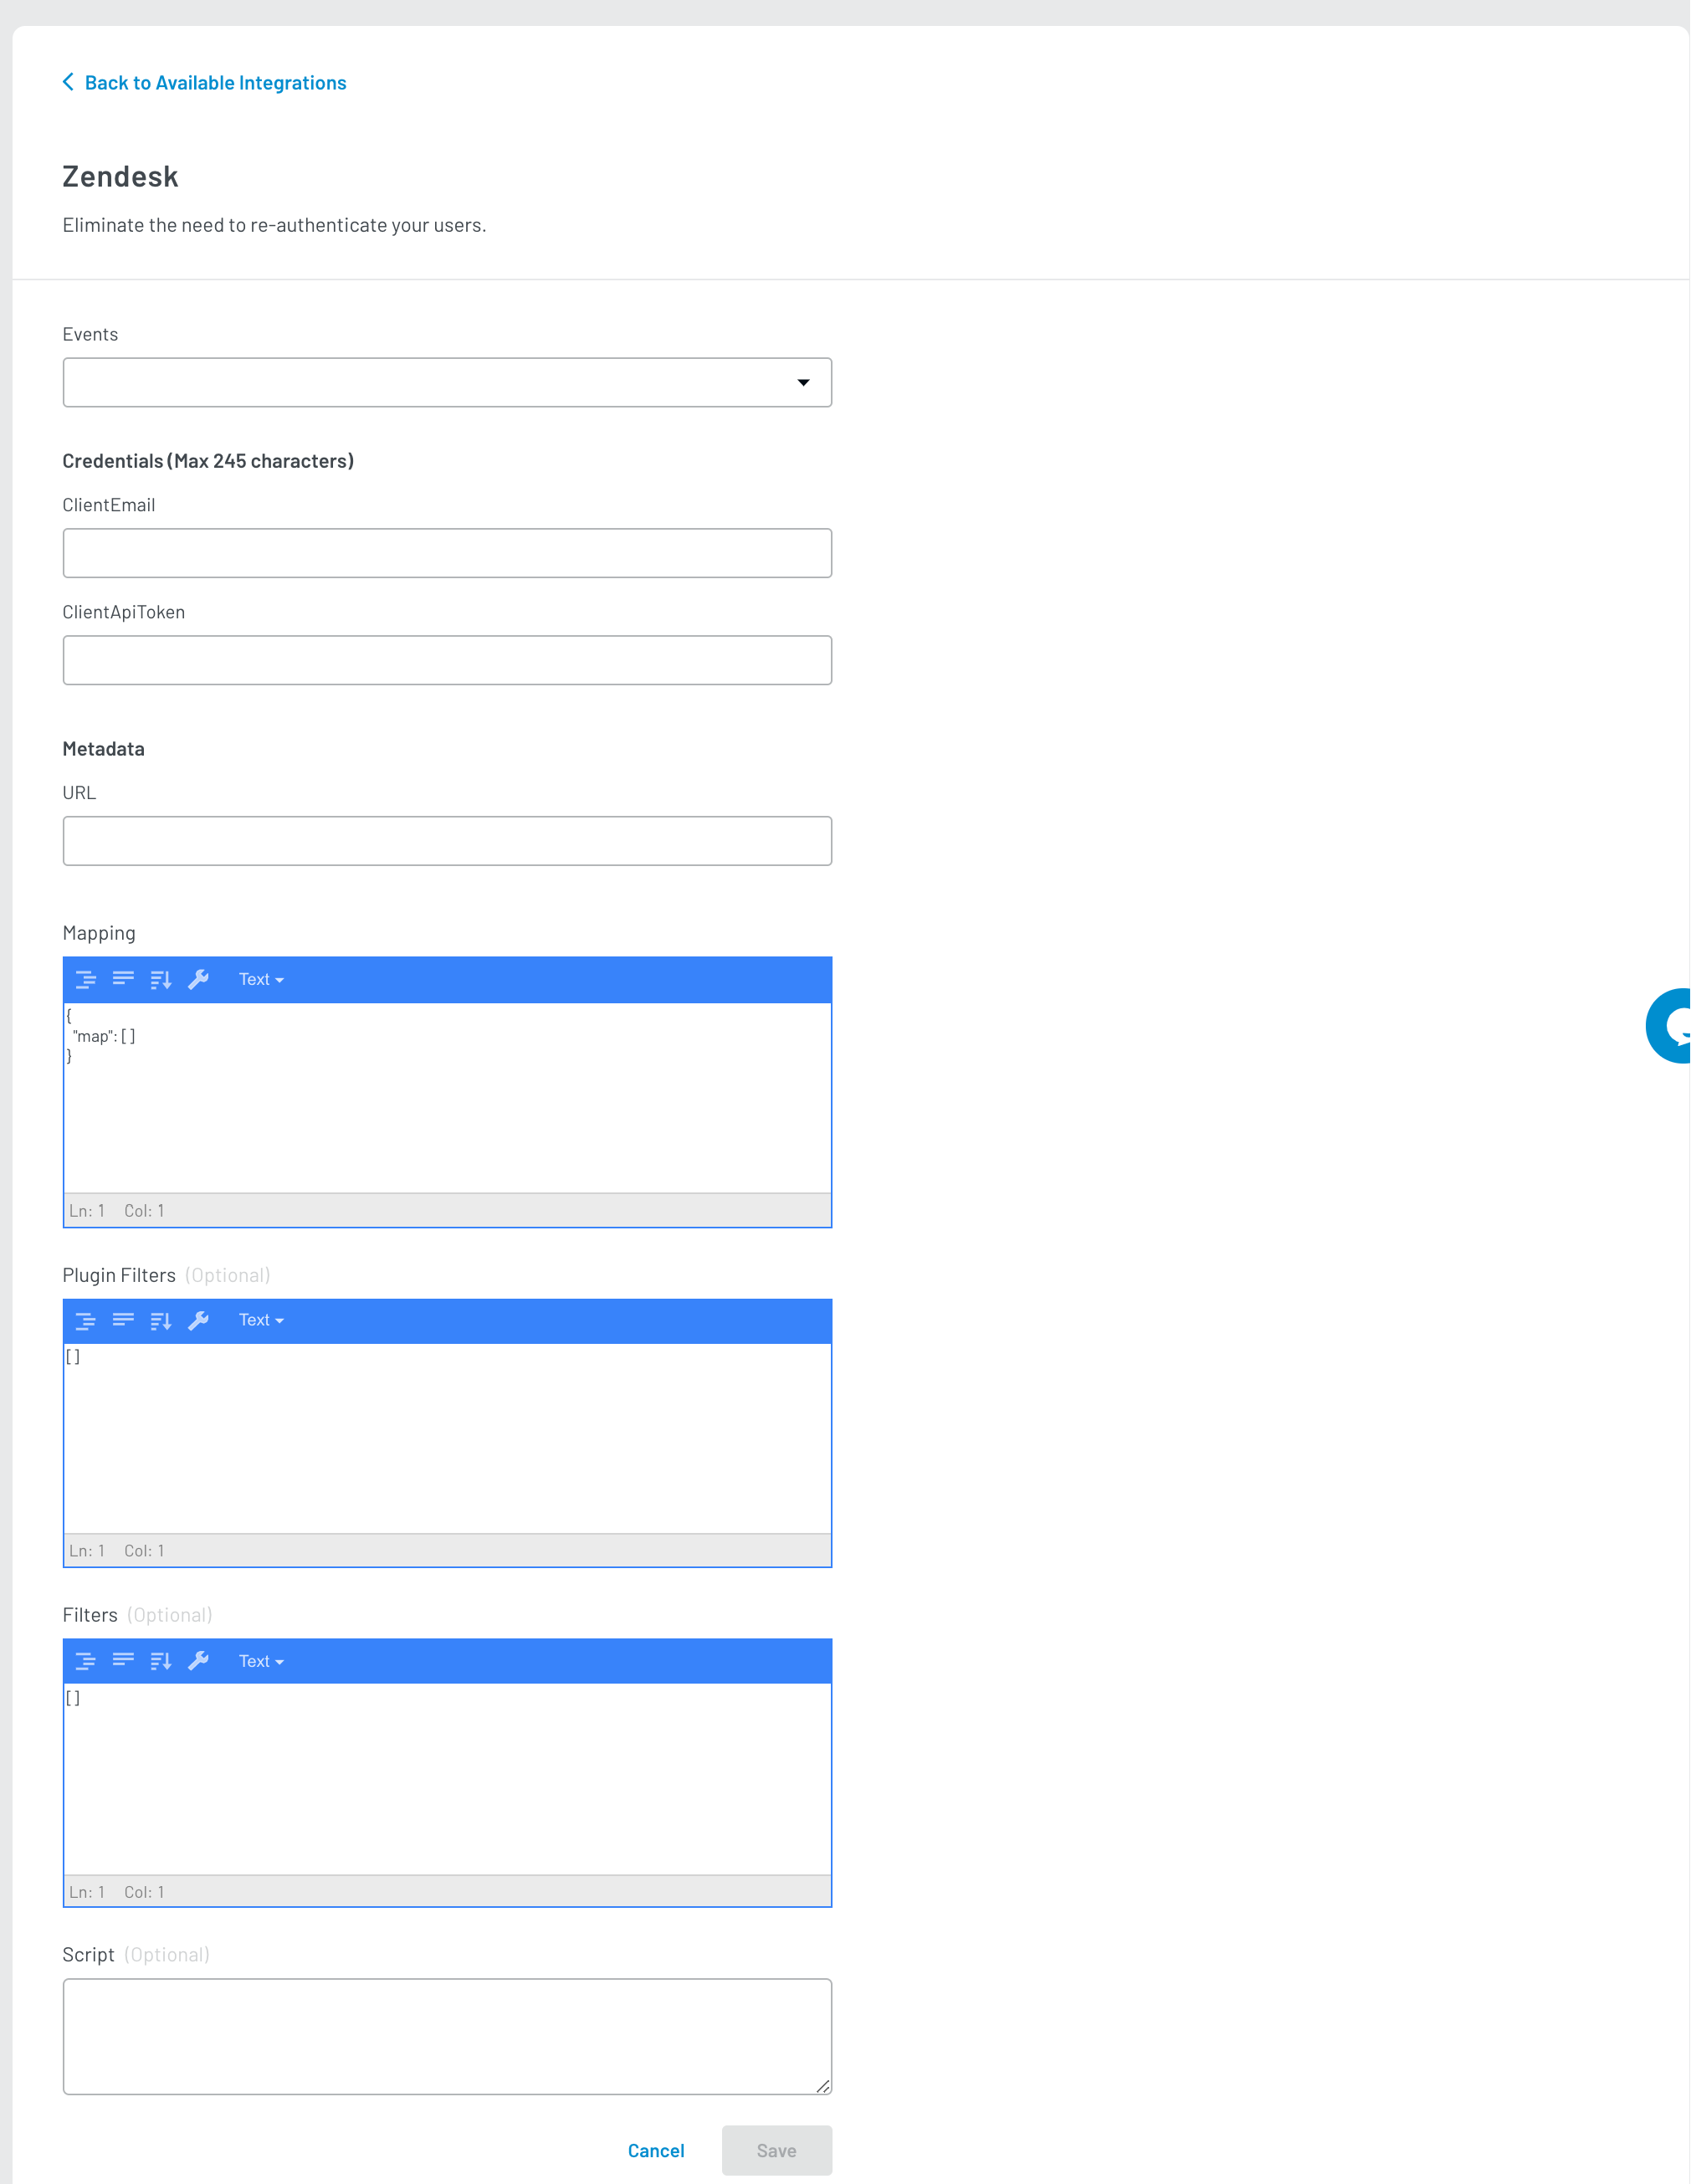 Back to Available Integrations
Zendesk
Eliminate the need to re-authenticate your users.
Events
Credentials (Max 245 characters)
ClientEmail
ClientApiToken
Metadata
URL
Mapping
Text
{
"map": []
}
Ln: 1 Col: 1
Plugin Filters (Optional)
Text
[]
Ln: 1 Col: 1
Filters (Optional)
Text
[]
Ln: 1 Col: 1
Script (Optional)
Cancel Save